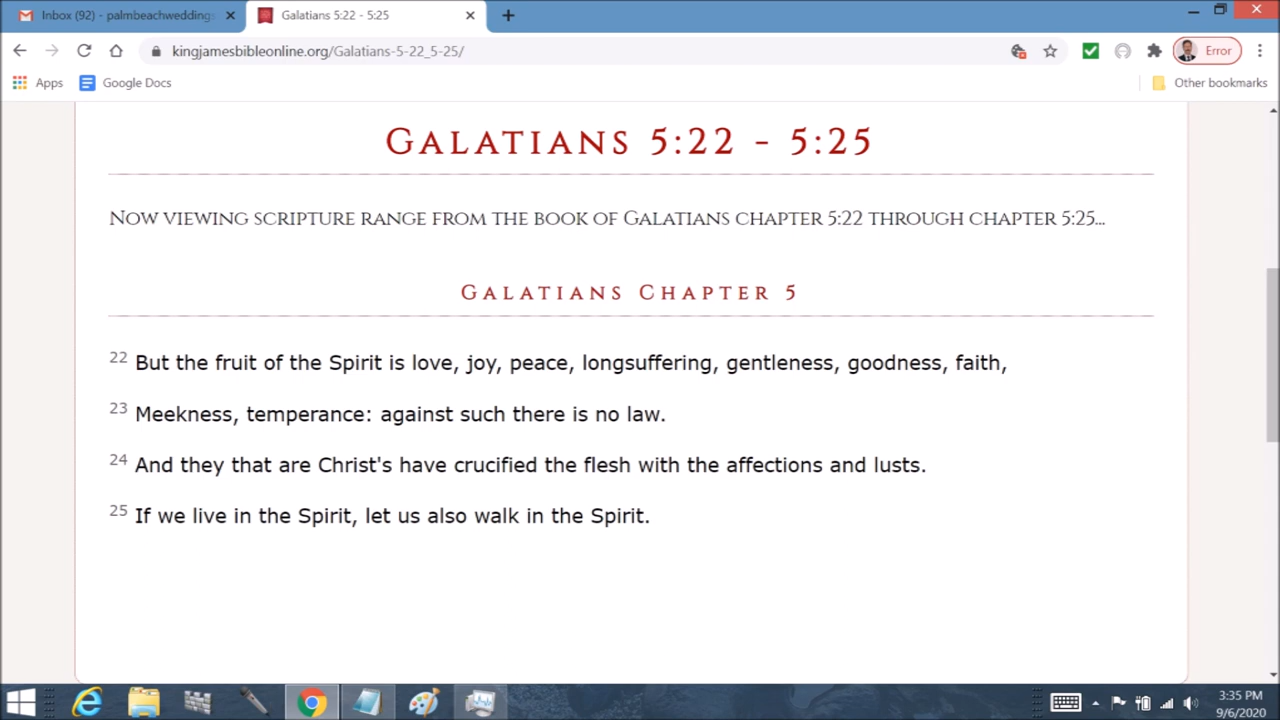 Inbox (92) - palmbeachweddings
Galatians 5:22 - 5:25
kingjamesbibleonline.org/Galatians-5-22_5-25/
Error
Apps
Google Docs
Other bookmarks
Galatians 5:22 - 5:25
Now viewing scripture range from the book of Galatians chapter 5:22 through chapter 5:25...
Galatians Chapter 5
22 But the fruit of the Spirit is love, joy, peace, longsuffering, gentleness, goodness, faith,
23 Meekness, temperance: against such there is no law.
24 And they that are Christ's have crucified the flesh with the affections and lusts.
25 If we live in the Spirit, let us also walk in the Spirit.
3:35 PM
9/6/2020